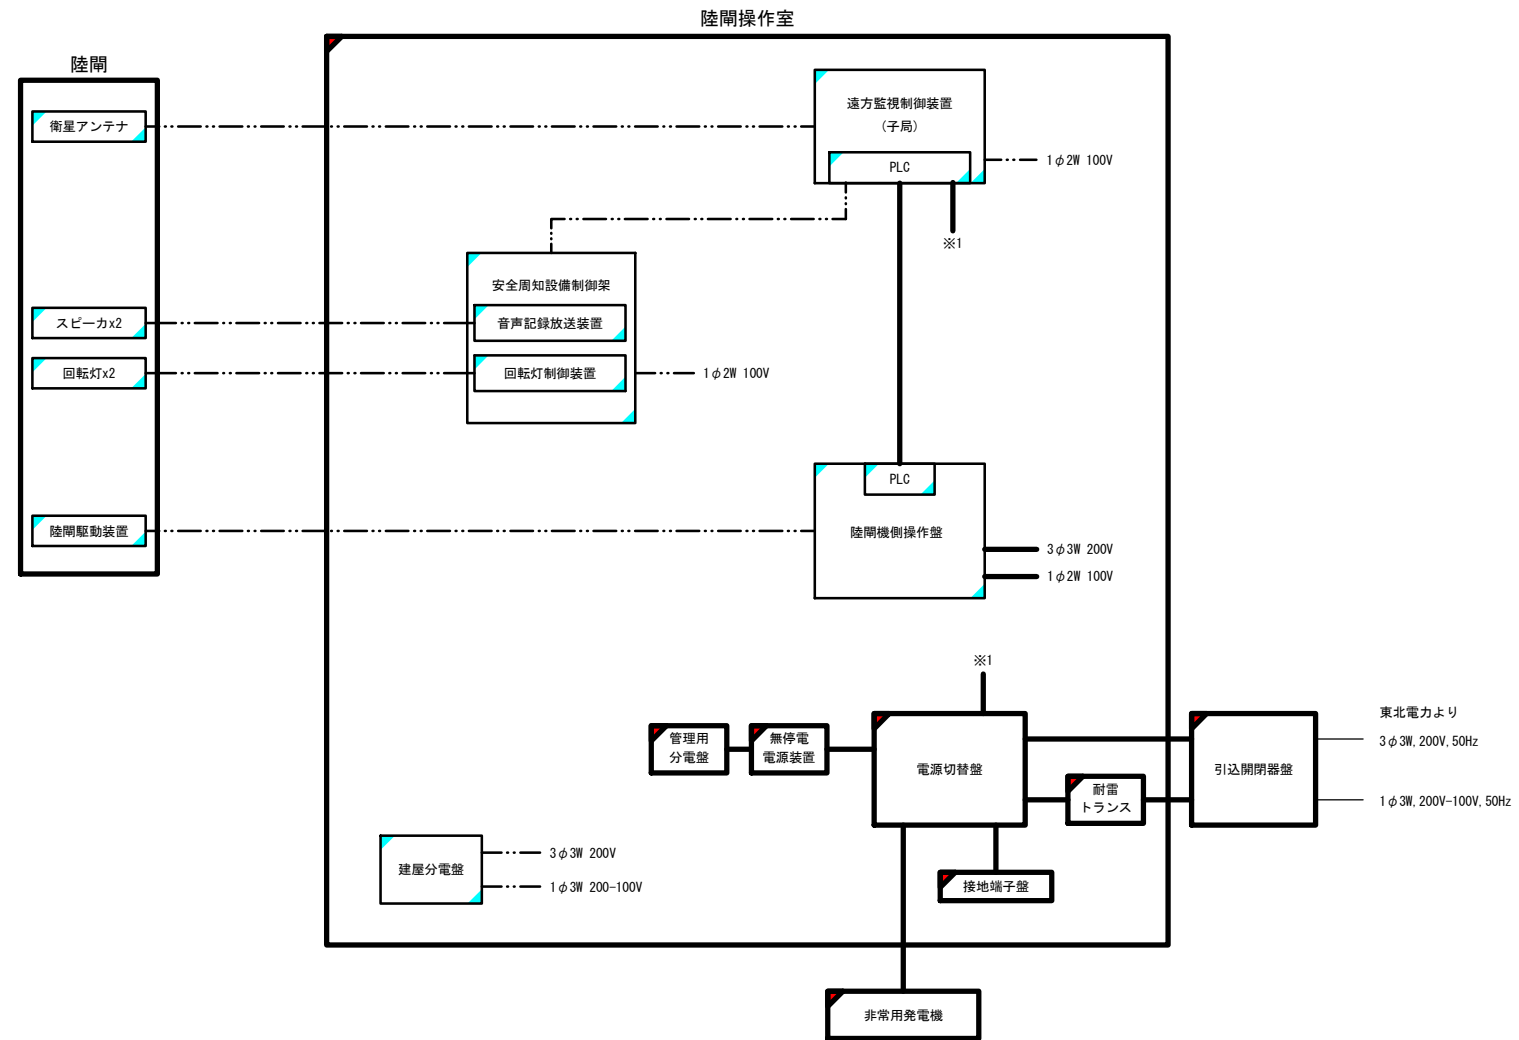 陸閘操作室
陸閘
衛星アンテナ
遠方監視制御装置
(子局)
PLC
1φ2W 100V
※1
安全周知設備制御架
スピーカx2
音声記録放送装置
回転灯x2
回転灯制御装置
1φ2W 100V
PLC
陸閘駆動装置
陸閘機側操作盤
3φ3W 200V
1φ2W 100V
※1
管理用
分電盤
無停電
電源装置
電源切替盤
耐雷
トランス
引込開閉器盤
東北電力より
3φ3W,200V,50Hz
1φ3W,200V-100V,50Hz
建屋分電盤
3φ3W 200V
1φ3W 200-100V
接地端子盤
非常用発電機